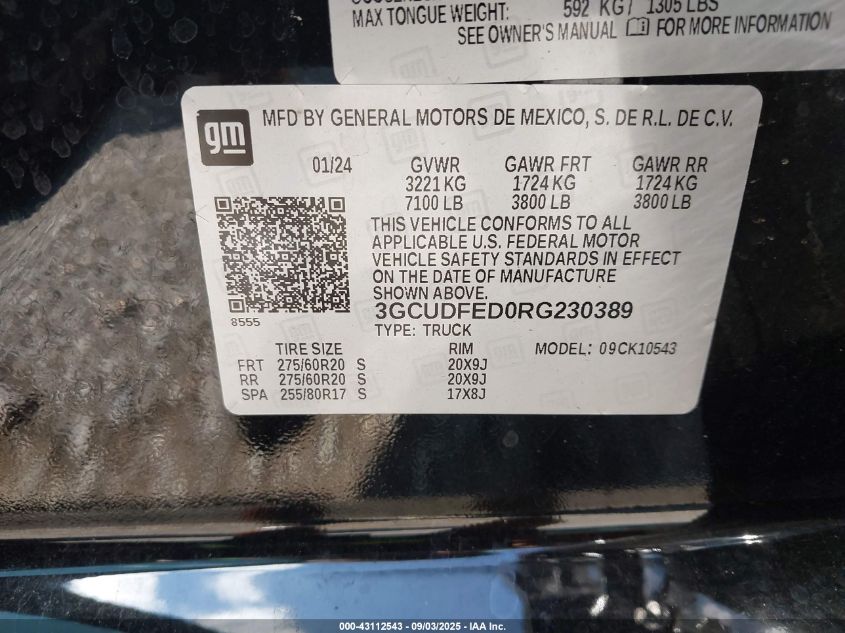 MAX TONGUE WEIGHT: 592 KG / 1305 LBS
SEE OWNER'S MANUAL FOR MORE INFORMATION
gm
MFD BY GENERAL MOTORS DE MEXICO, S. DE R.L. DE C.V.
01/24 GVWR GAWR FRT GAWR RR
3221 KG 1724 KG 1724 KG
7100 LB 3800 LB 3800 LB
THIS VEHICLE CONFORMS TO ALL
APPLICABLE U.S. FEDERAL MOTOR
VEHICLE SAFETY STANDARDS IN EFFECT
ON THE DATE OF MANUFACTURE
SHOWN ABOVE.
3GCUDFED0RG230389
8555
TYPE: TRUCK
TIRE SIZE RIM MODEL: 09CK10543
FRT 275/60R20 S 20X9J
RR 275/60R20 S 20X9J
SPA 255/80R17 S 17X8J
000-43112543 - 09/03/2025 - IAA Inc.